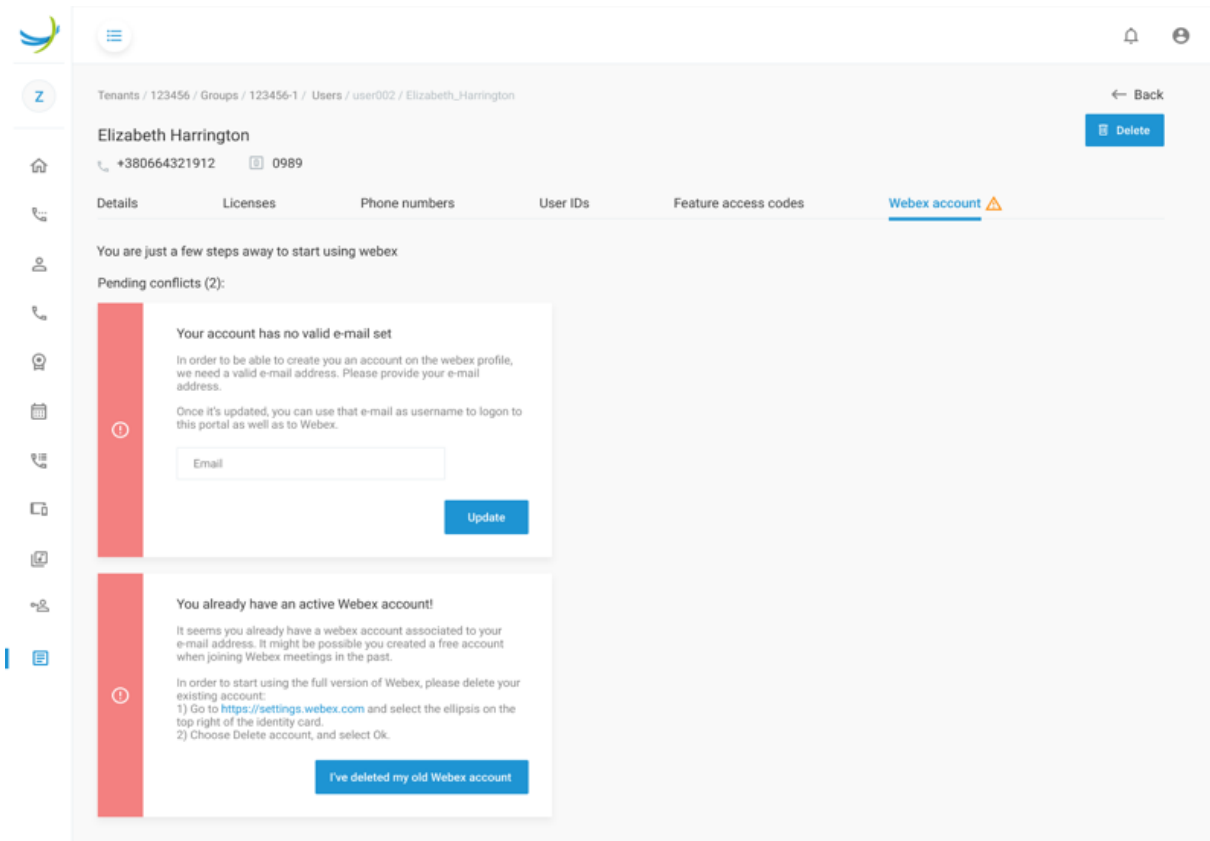 Z
Tenants / 123456 / Groups / 123456-1 / Users / user002 / Elizabeth_Harrington
← Back
Elizabeth Harrington
Delete
+380664321912
0989
Details
Licenses
Phone numbers
User IDs
Feature access codes
Webex account
You are just a few steps away to start using webex
Pending conflicts (2):
Your account has no valid e-mail set
In order to be able to create you an account on the webex profile,
we need a valid e-mail address. Please provide your e-mail
address.
Once it's updated, you can use that e-mail as username to logon to
this portal as well as to Webex.
Email
Update
You already have an active Webex account!
It seems you already have a webex account associated to your
e-mail address. It might be possible you created a free account
when joining Webex meetings in the past.
In order to start using the full version of Webex, please delete your
existing account:
1) Go to https://settings.webex.com and select the ellipsis on the
top right of the identity card.
2) Choose Delete account, and select Ok.
I've deleted my old Webex account